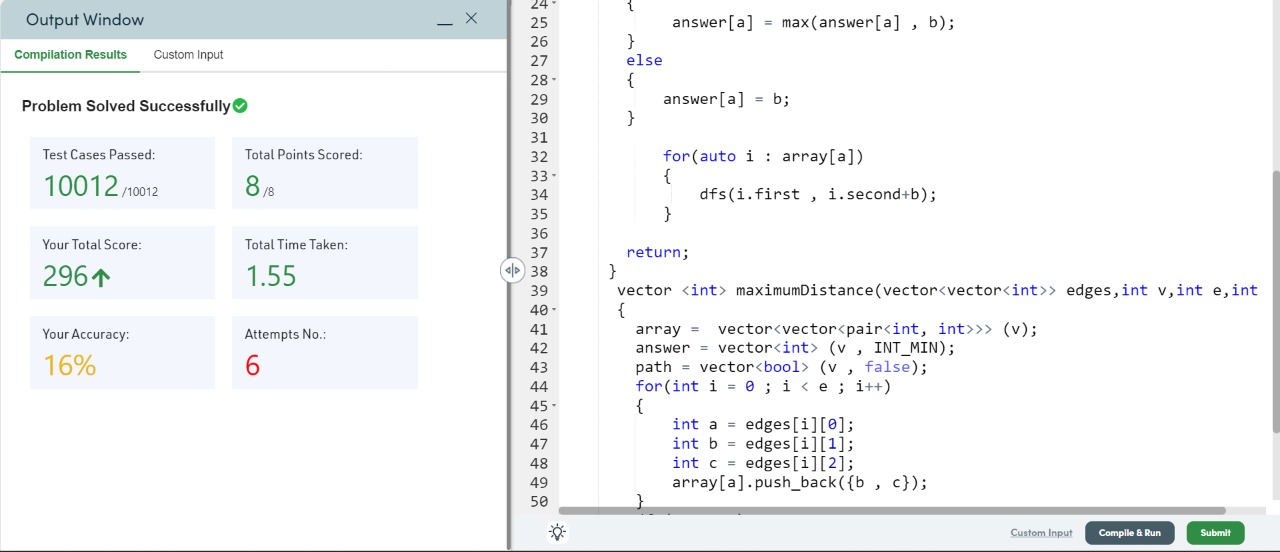 Output Window
Compilation Results Custom Input
Problem Solved Successfully
Test Cases Passed:
10012 /10012
Total Points Scored:
8 /8
Your Total Score:
296
Total Time Taken:
1.55
Your Accuracy:
16%
Attempts No.:
6
24 {
25 answer[a] = max(answer[a] , b);
26 }
27 else
28 {
29 answer[a] = b;
30 }
31
32 for(auto i : array[a])
33 {
34 dfs(i.first , i.second+b);
35 }
36
37 return;
38 }
39 vector <int> maximumDistance(vector<vector<int>> edges,int v,int e,int
40 {
41 array =  vector<vector<pair<int, int>>> (v);
42 answer = vector<int> (v , INT_MIN);
43 path = vector<bool> (v , false);
44 for(int i = 0 ; i < e ; i++)
45 {
46 int a = edges[i][0];
47 int b = edges[i][1];
48 int c = edges[i][2];
49 array[a].push_back({b , c});
50 }
Custom Input Compile & Run Submit